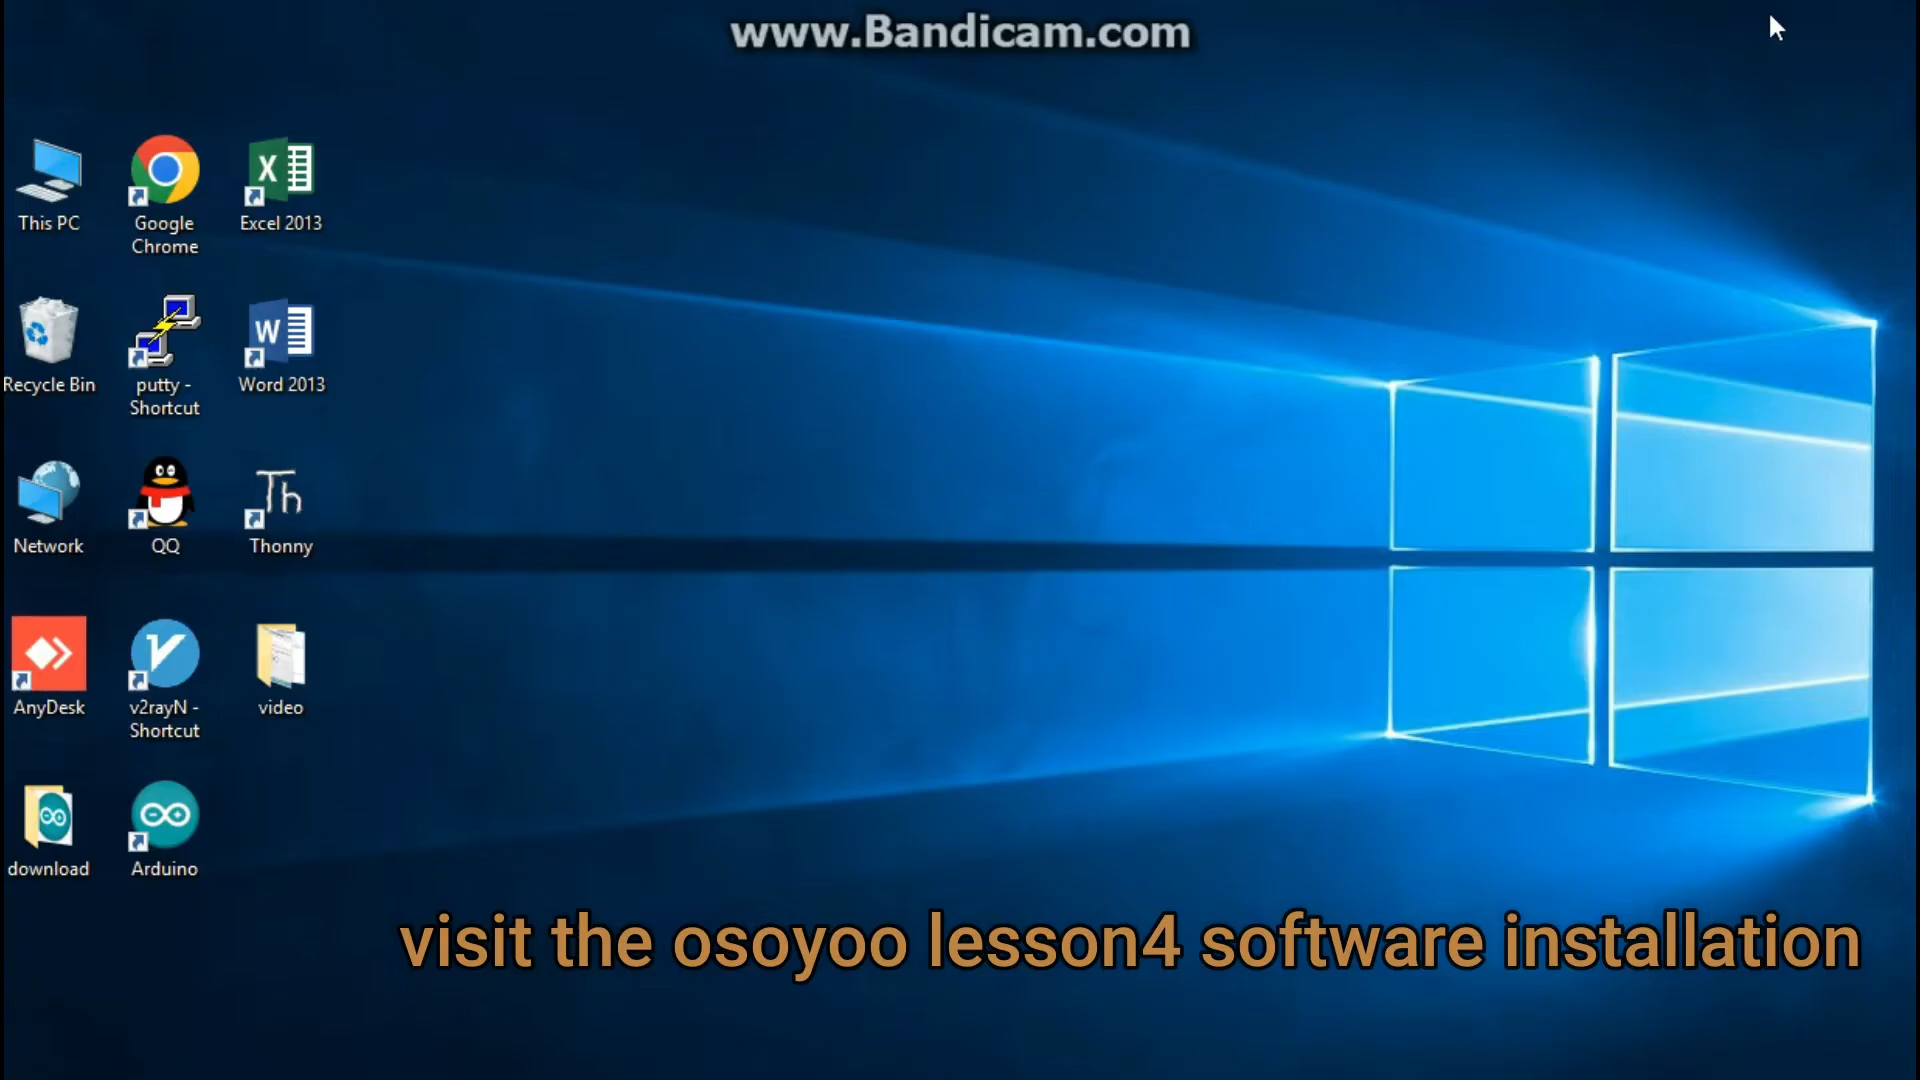 www.Bandicam.com
This PC
Google
Chrome
Excel 2013
Recycle Bin
putty -
Shortcut
Word 2013
Network
QQ
Thonny
AnyDesk
v2rayN -
Shortcut
video
download
Arduino
visit the osoyoo lesson4 software installation